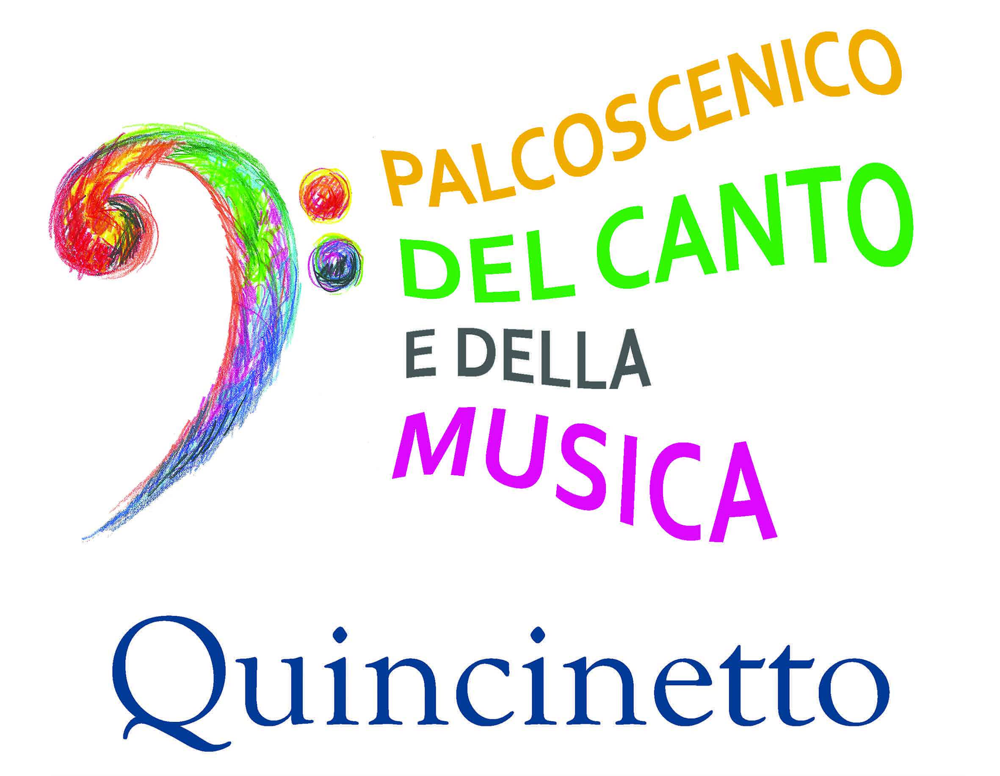 PALCOSCENICO
DEL CANTO
E DELLA
MUSICA
Quincinetto